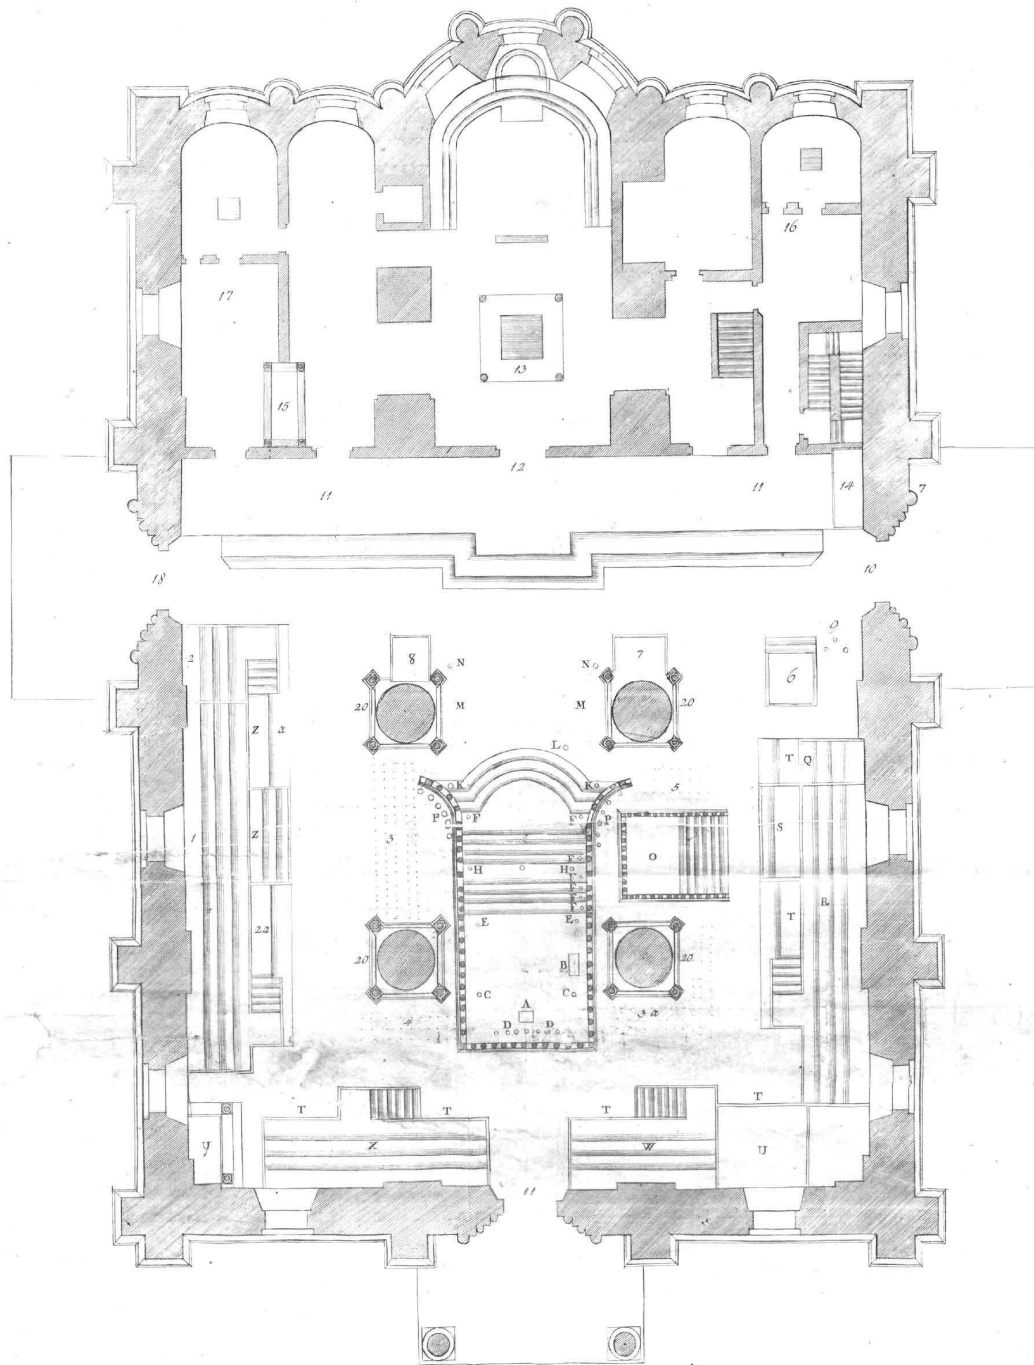 16
17
13
15
12
11 11 14 7
18 10
9
2 8 N N 7 6
20 M M 20
Z a
L T Q
K K 5
P F F P
1 3 Z S
F
H H O
F
F
F
F R
E E T
2a
20 20
B
C C
A
4 D D 3a
T T T T
y X W U
11